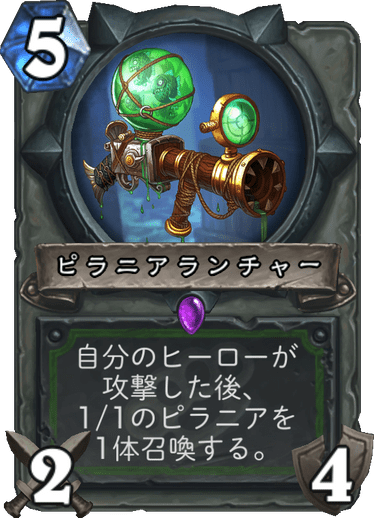 5
ピラニアランチャー
自分のヒーローが
攻撃した後、
1/1のピラニアを
1体召喚する。
2
4